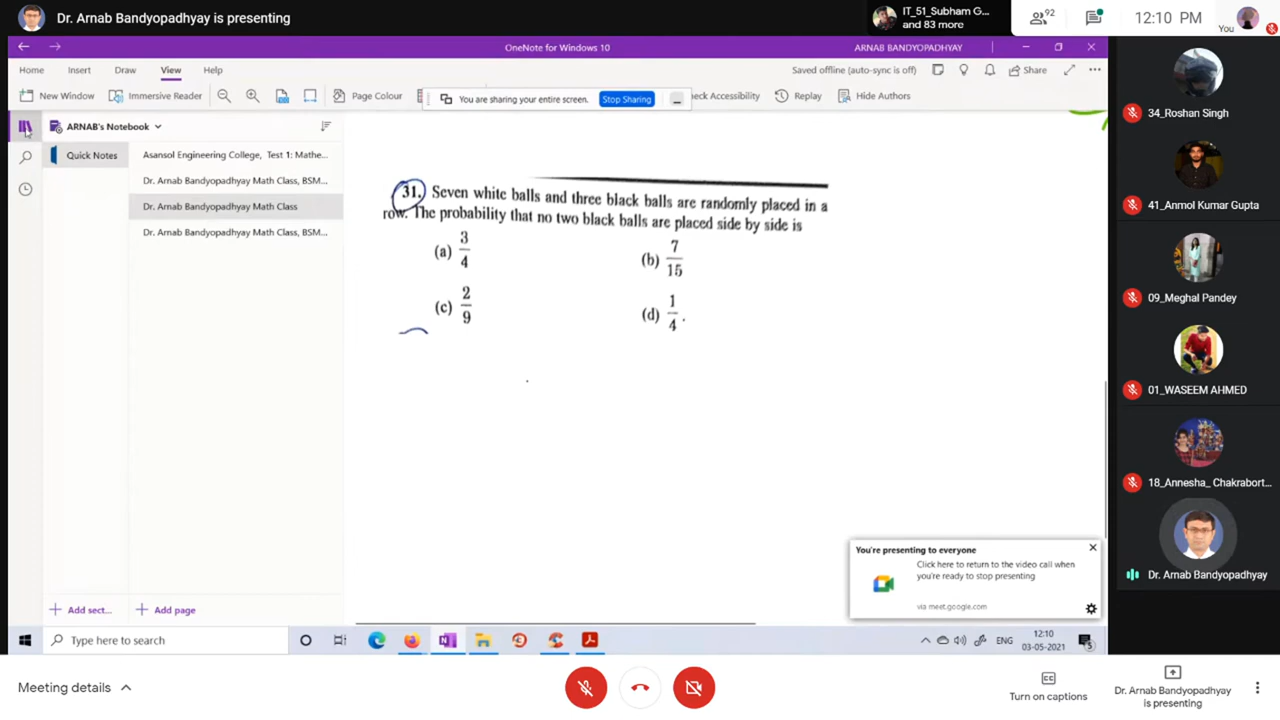 Dr. Arnab Bandyopadhyay is presenting
IT_51_Subham G...
and 83 more
92
12:10 PM
You
OneNote for Windows 10
ARNAB BANDYOPADHYAY
Home Insert Draw View Help
Saved offline (auto-sync is off)
Share
New Window
Immersive Reader
Page Colour
You are sharing your entire screen.
Stop Sharing
eck Accessibility
Replay
Hide Authors
ARNAB's Notebook
Quick Notes
Asansol Engineering College, Test 1: Mathe...
Dr. Arnab Bandyopadhyay Math Class, BSM...
Dr. Arnab Bandyopadhyay Math Class
Dr. Arnab Bandyopadhyay Math Class, BSM...
31. Seven white balls and three black balls are randomly placed in a
row. The probability that no two black balls are placed side by side is
(a) 3/4
(b) 7/15
(c) 2/9
(d) 1/4.
34_Roshan Singh
41_Anmol Kumar Gupta
09_Meghal Pandey
01_WASEEM AHMED
18_Annesha_ Chakrabort...
Dr. Arnab Bandyopadhyay
You're presenting to everyone
Click here to return to the video call when
you're ready to stop presenting
via meet.google.com
Add sect...
Add page
Type here to search
ENG
12:10
03-05-2021
5
Meeting details
Turn on captions
Dr. Arnab Bandyopadhyay
is presenting